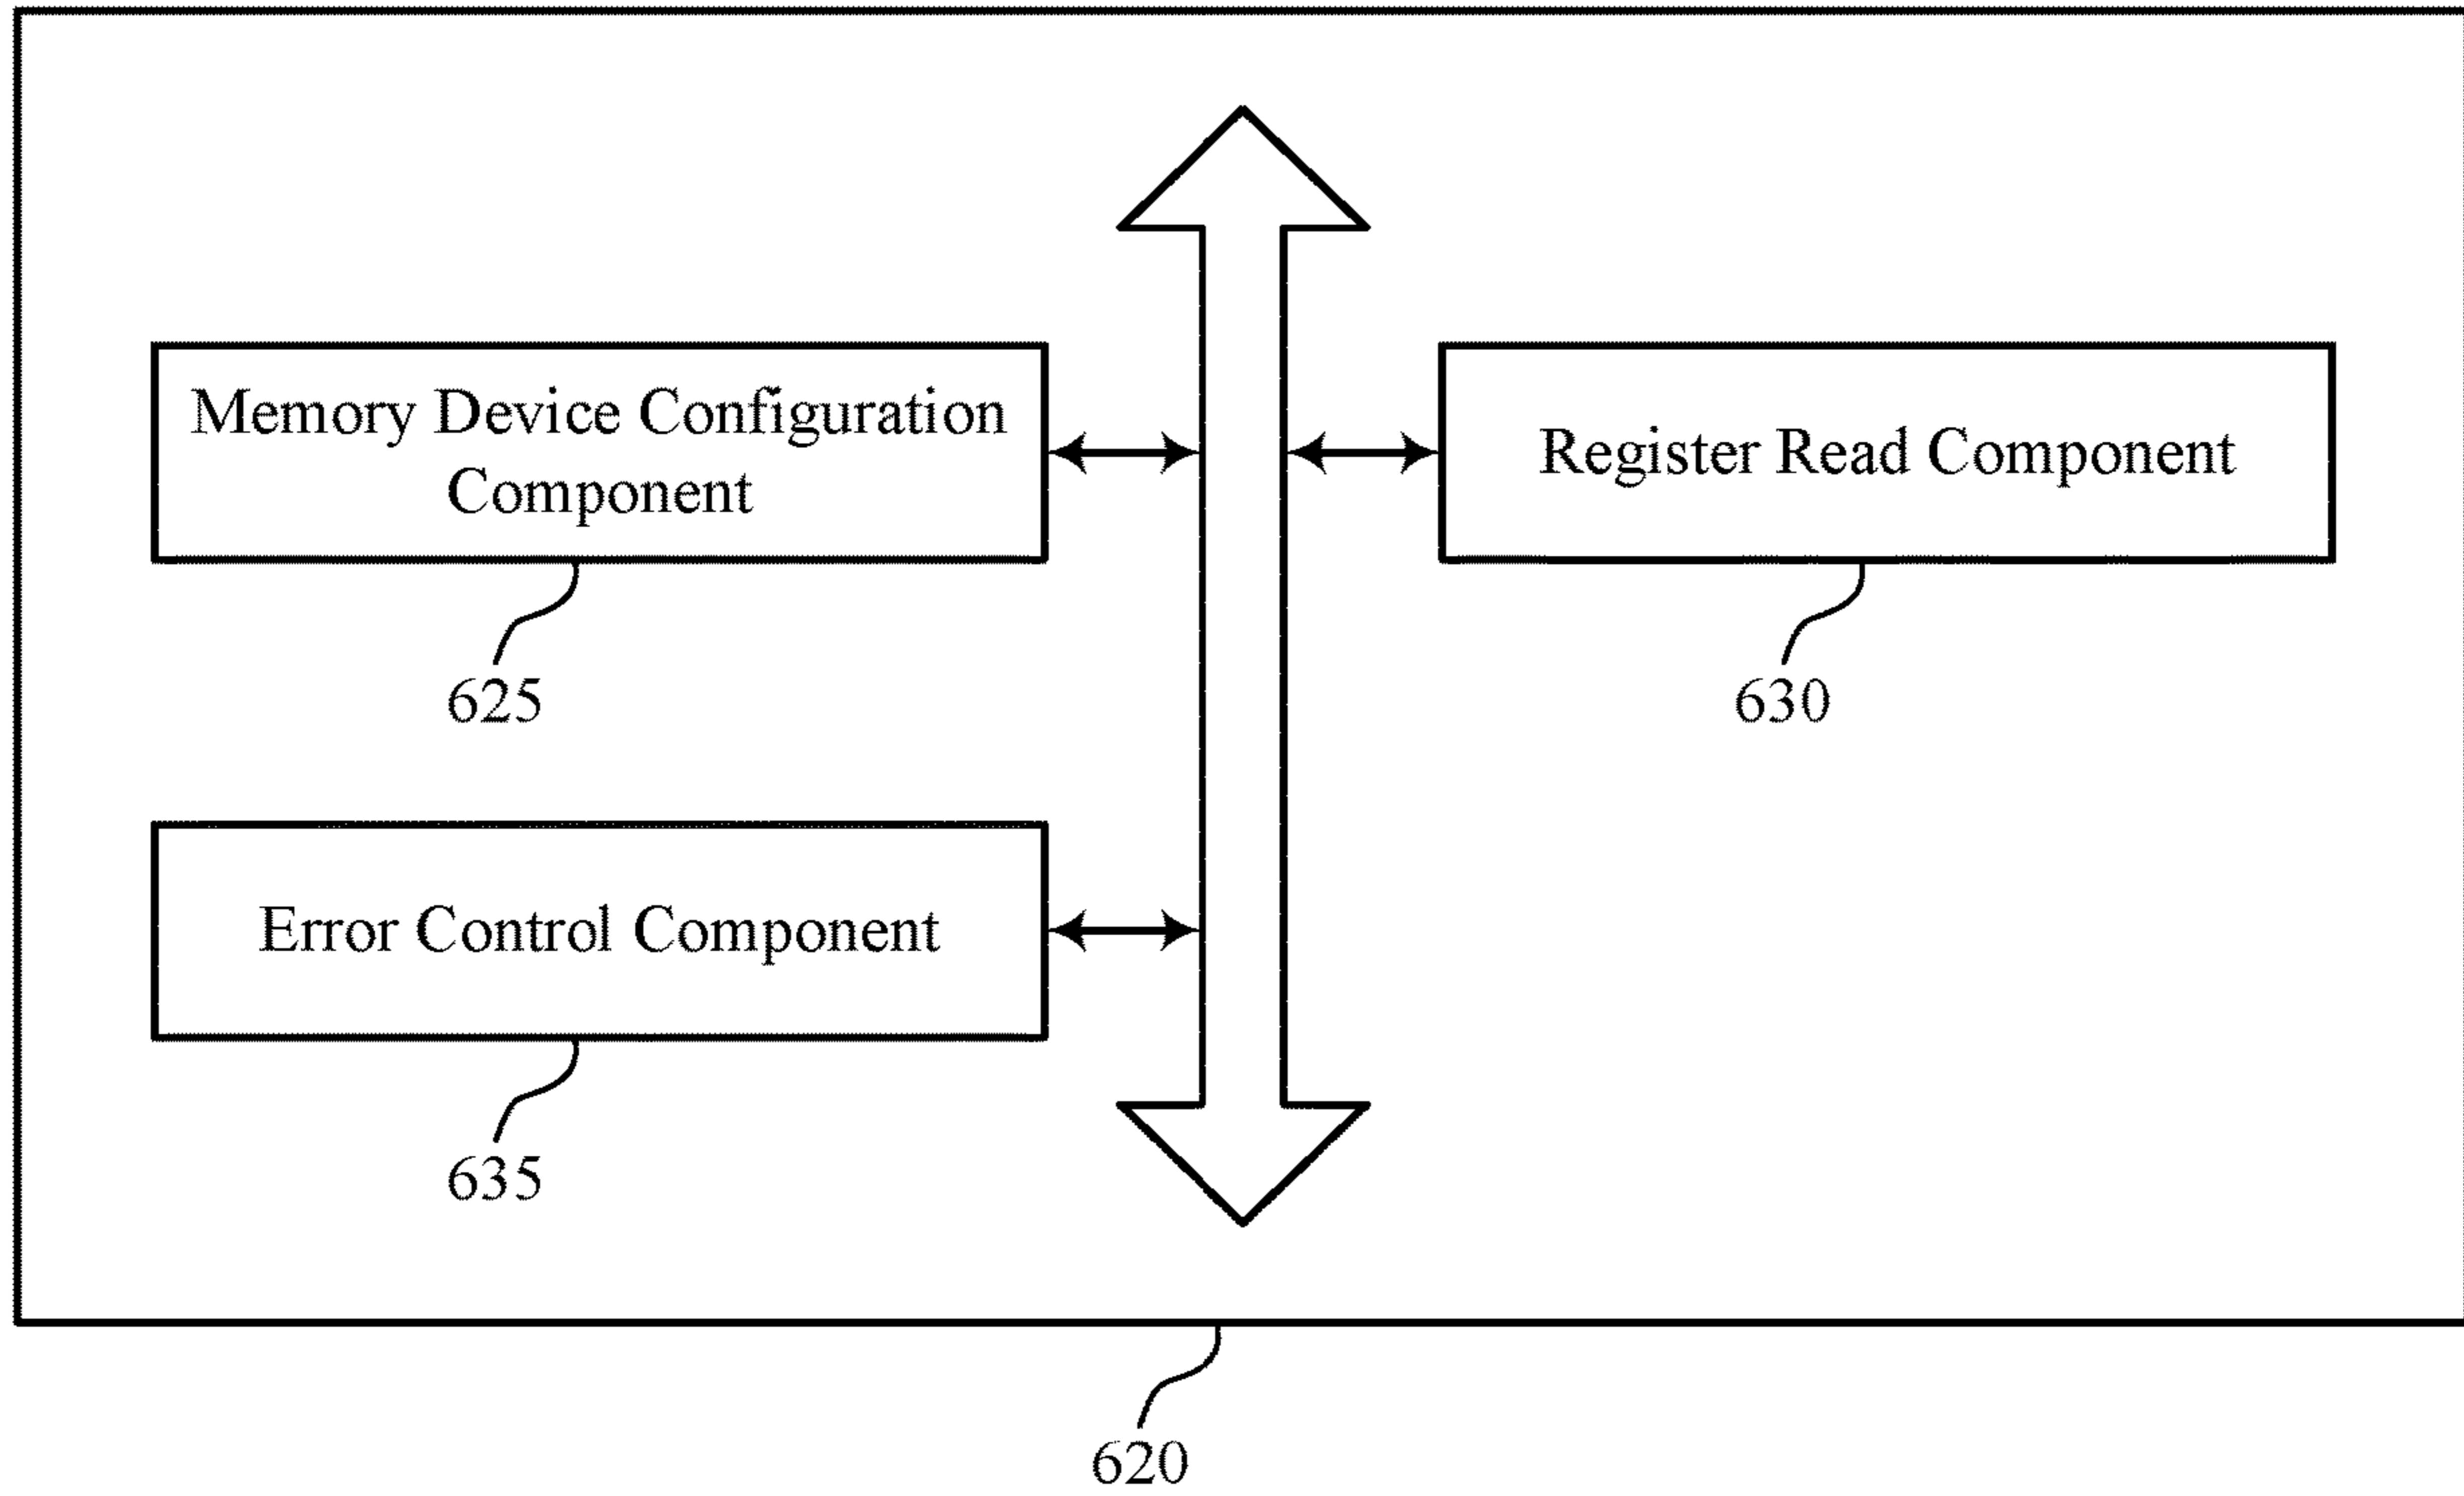 Memory Device Configuration
Component
Register Read Component
625
630
Error Control Component
635
620